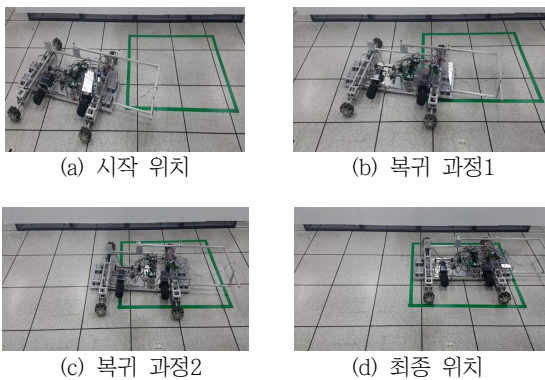 (a) 시작 위치
(b) 복귀 과정1
(c) 복귀 과정2
(d) 최종 위치